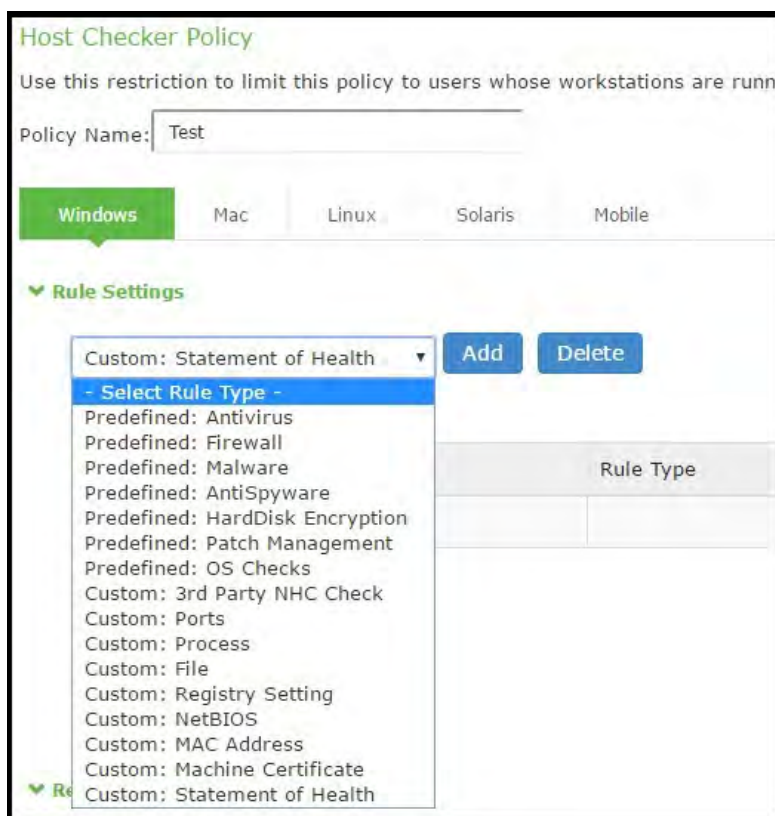 Host Checker Policy
Use this restriction to limit this policy to users whose workstations are runn
Policy Name: Test
Windows Mac Linux Solaris Mobile
Rule Settings
Custom: Statement of Health Add Delete
- Select Rule Type -
Predefined: Antivirus
Predefined: Firewall
Predefined: Malware
Rule Type
Predefined: AntiSpyware
Predefined: HardDisk Encryption
Predefined: Patch Management
Predefined: OS Checks
Custom: 3rd Party NHC Check
Custom: Ports
Custom: Process
Custom: File
Custom: Registry Setting
Custom: NetBIOS
Custom: MAC Address
Custom: Machine Certificate
Re
Custom: Statement of Health